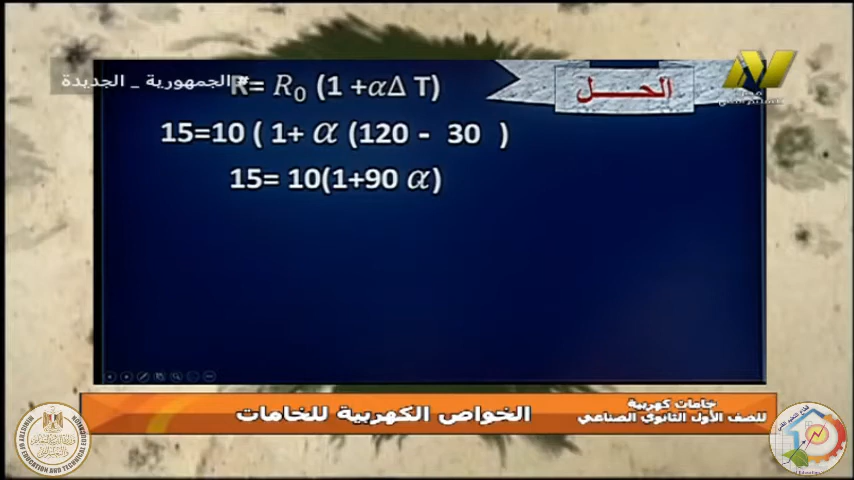 #الجمهورية _ الجديدة
الحـــل
R= R₀ (1 +αΔ T)
15=10 ( 1+ α (120 - 30 )
15= 10(1+90 α)
خامات كهربية
للصف الأول الثانوي الصناعي
الخواص الكهربية للخامات